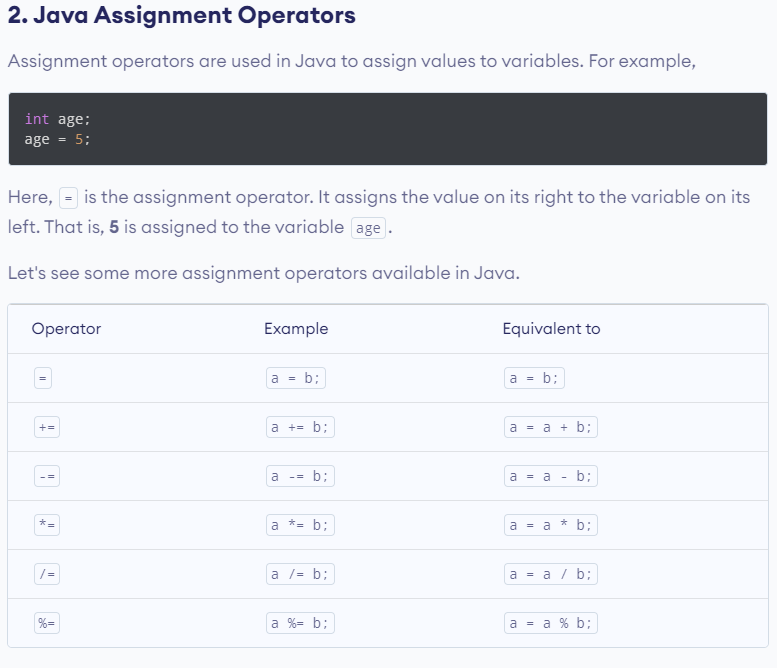 2. Java Assignment Operators
Assignment operators are used in Java to assign values to variables. For example,
int age;
age = 5;
Here, = is the assignment operator. It assigns the value on its right to the variable on its
left. That is, 5 is assigned to the variable age .
Let's see some more assignment operators available in Java.
Operator Example Equivalent to
= a = b; a = b;
+= a += b; a = a + b;
-= a -= b; a = a - b;
*= a *= b; a = a * b;
/= a /= b; a = a / b;
%= a %= b; a = a % b;